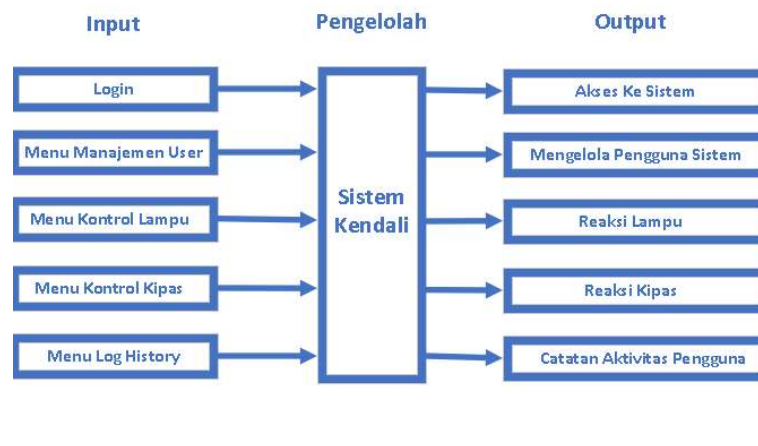 Input
Pengelolah
Output
Login
Akses Ke Sistem
Menu Manajemen User
Mengelola Pengguna Sistem
Sistem
Kendali
Menu Kontrol Lampu
Reaksi Lampu
Menu Kontrol Kipas
Reaksi Kipas
Menu Log History
Catatan Aktivitas Pengguna